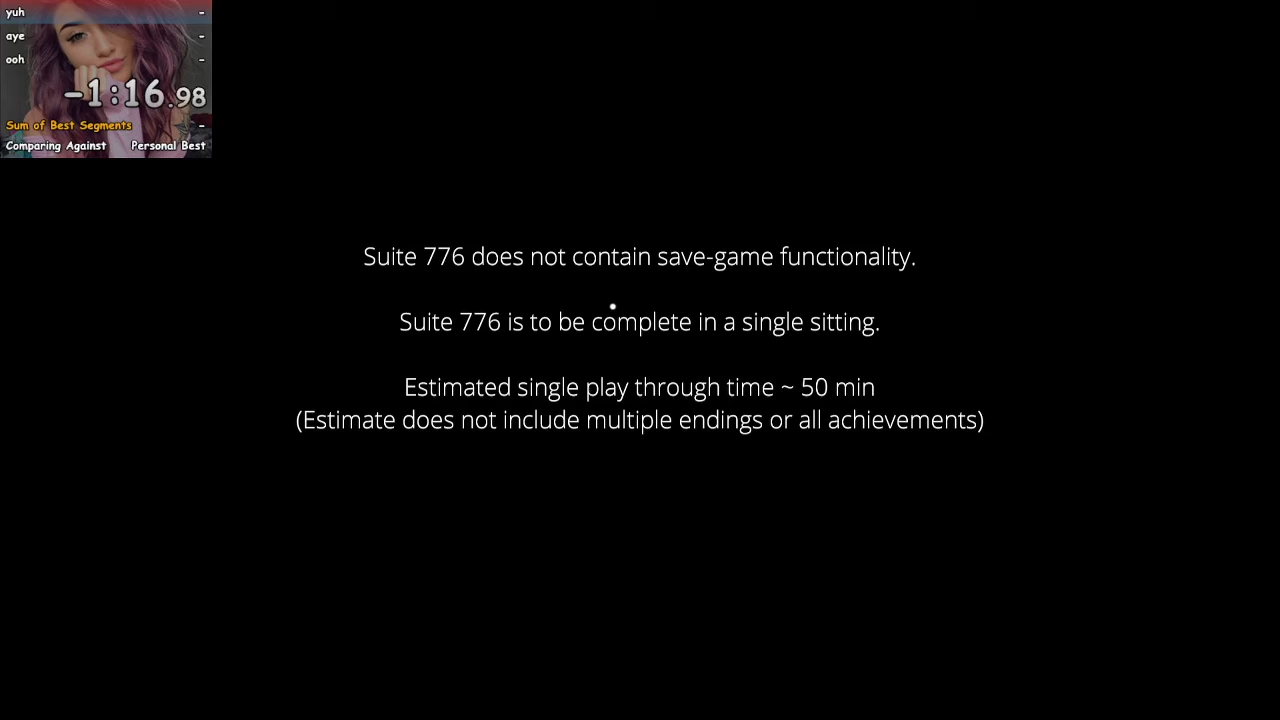 yuh -
aye -
ooh -
-1:16.98
Sum of Best Segments -
Comparing Against Personal Best
Suite 776 does not contain save-game functionality.
Suite 776 is to be complete in a single sitting.
Estimated single play through time ~ 50 min
(Estimate does not include multiple endings or all achievements)